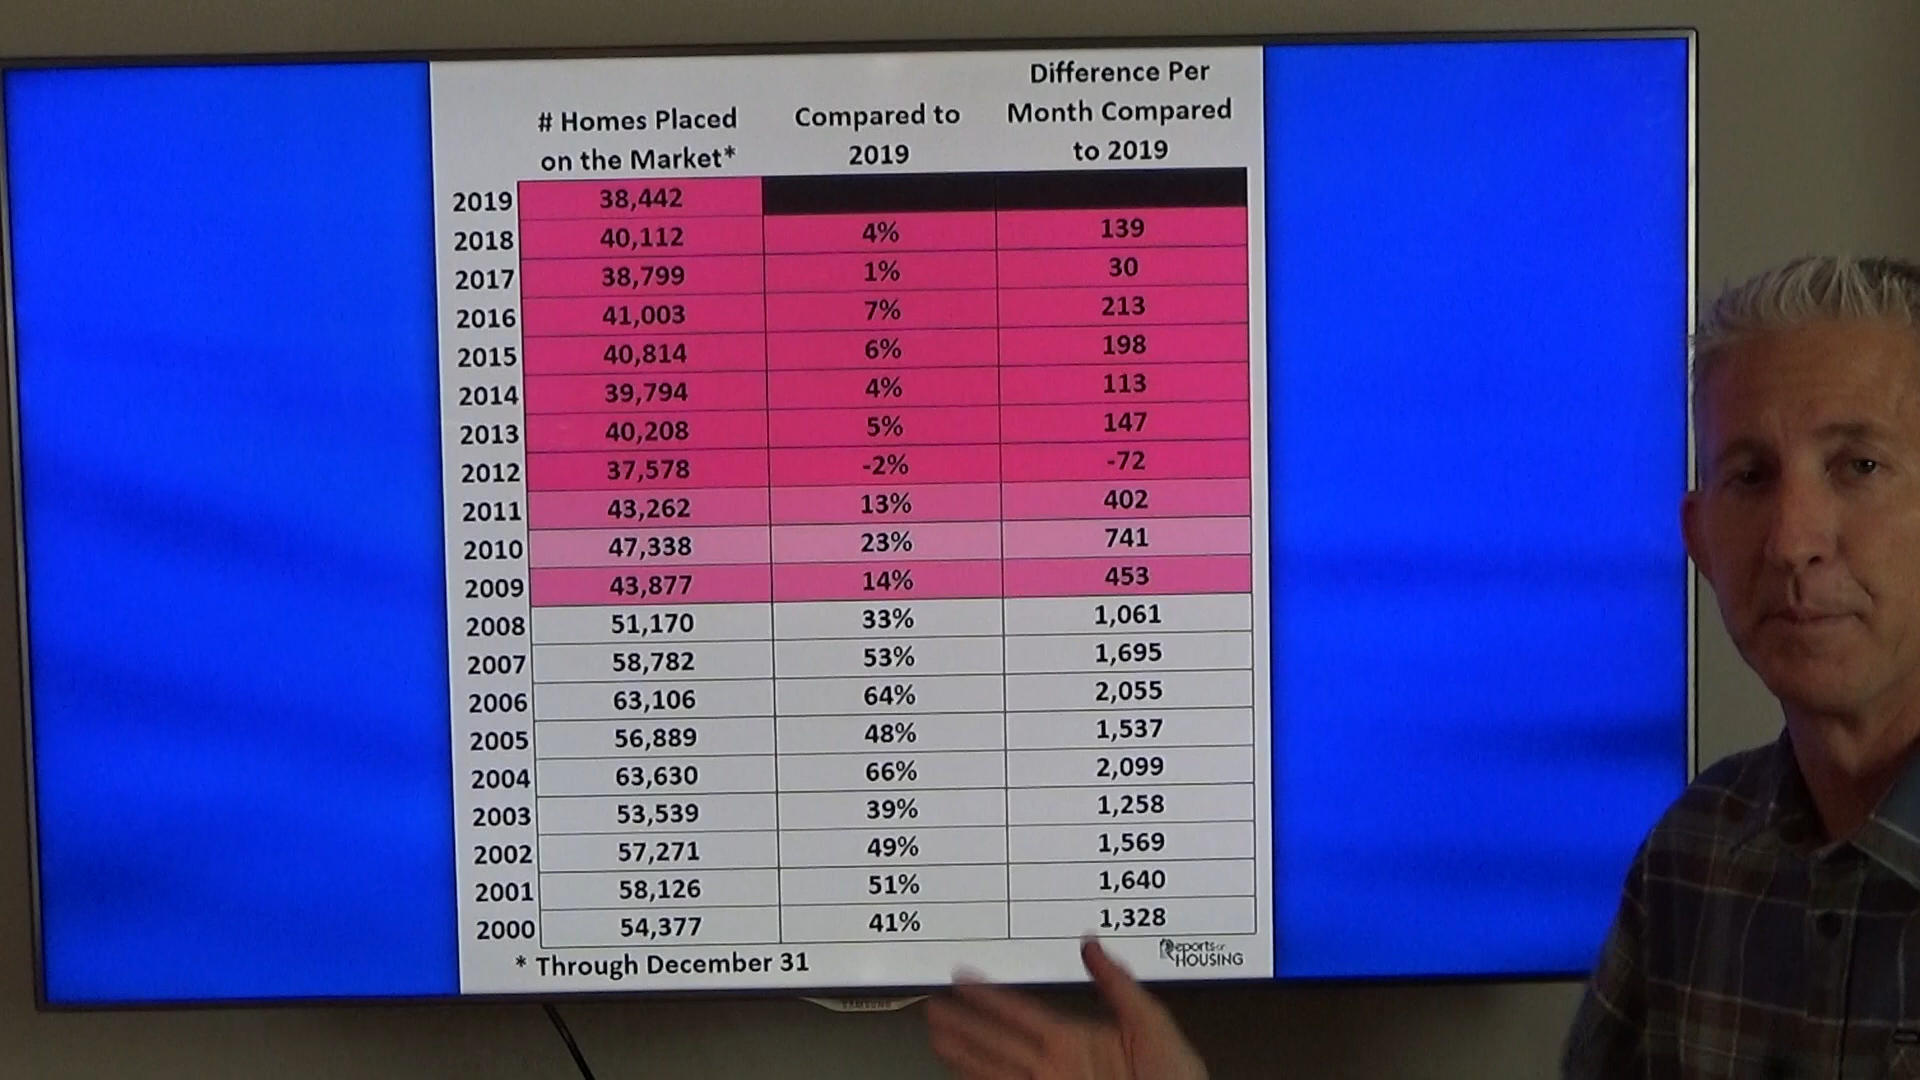 # Homes Placed on the Market* Compared to 2019 Difference Per Month Compared to 2019
2019 38,442
2018 40,112 4% 139
2017 38,799 1% 30
2016 41,003 7% 213
2015 40,814 6% 198
2014 39,794 4% 113
2013 40,208 5% 147
2012 37,578 -2% -72
2011 43,262 13% 402
2010 47,338 23% 741
2009 43,877 14% 453
2008 51,170 33% 1,061
2007 58,782 53% 1,695
2006 63,106 64% 2,055
2005 56,889 48% 1,537
2004 63,630 66% 2,099
2003 53,539 39% 1,258
2002 57,271 49% 1,569
2001 58,126 51% 1,640
2000 54,377 41% 1,328
* Through December 31
Reports on
HOUSING
SAMSUNG